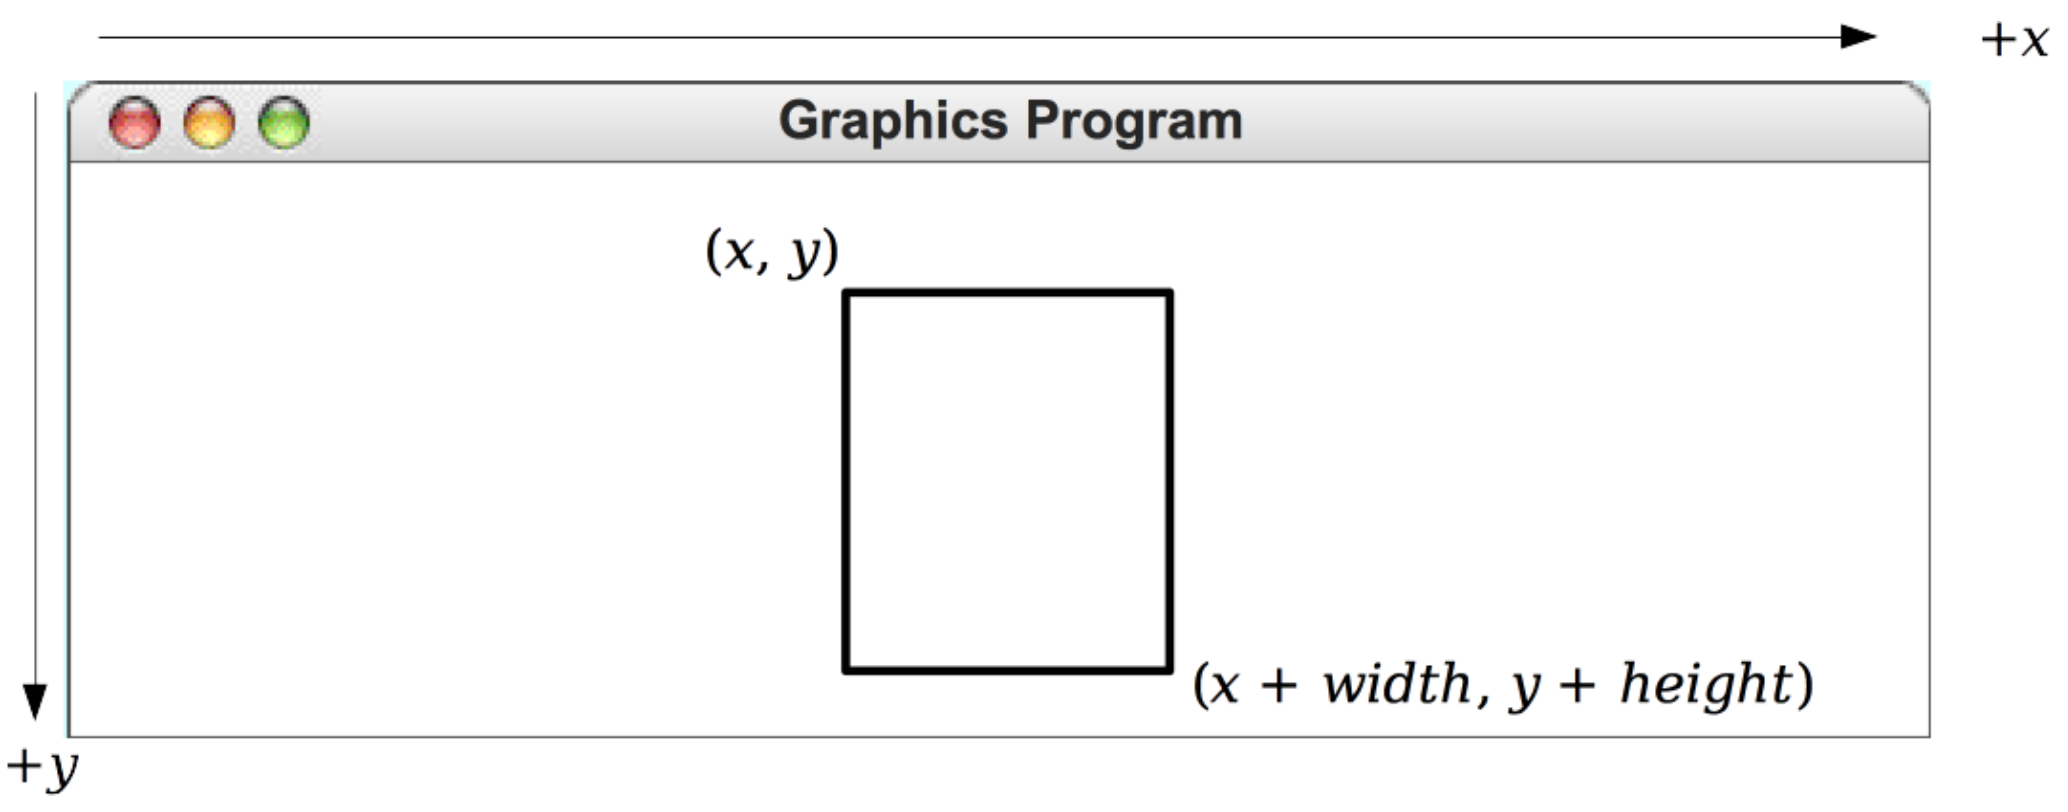 +x
Graphics Program
(x, y)
(x + width, y + height)
+y